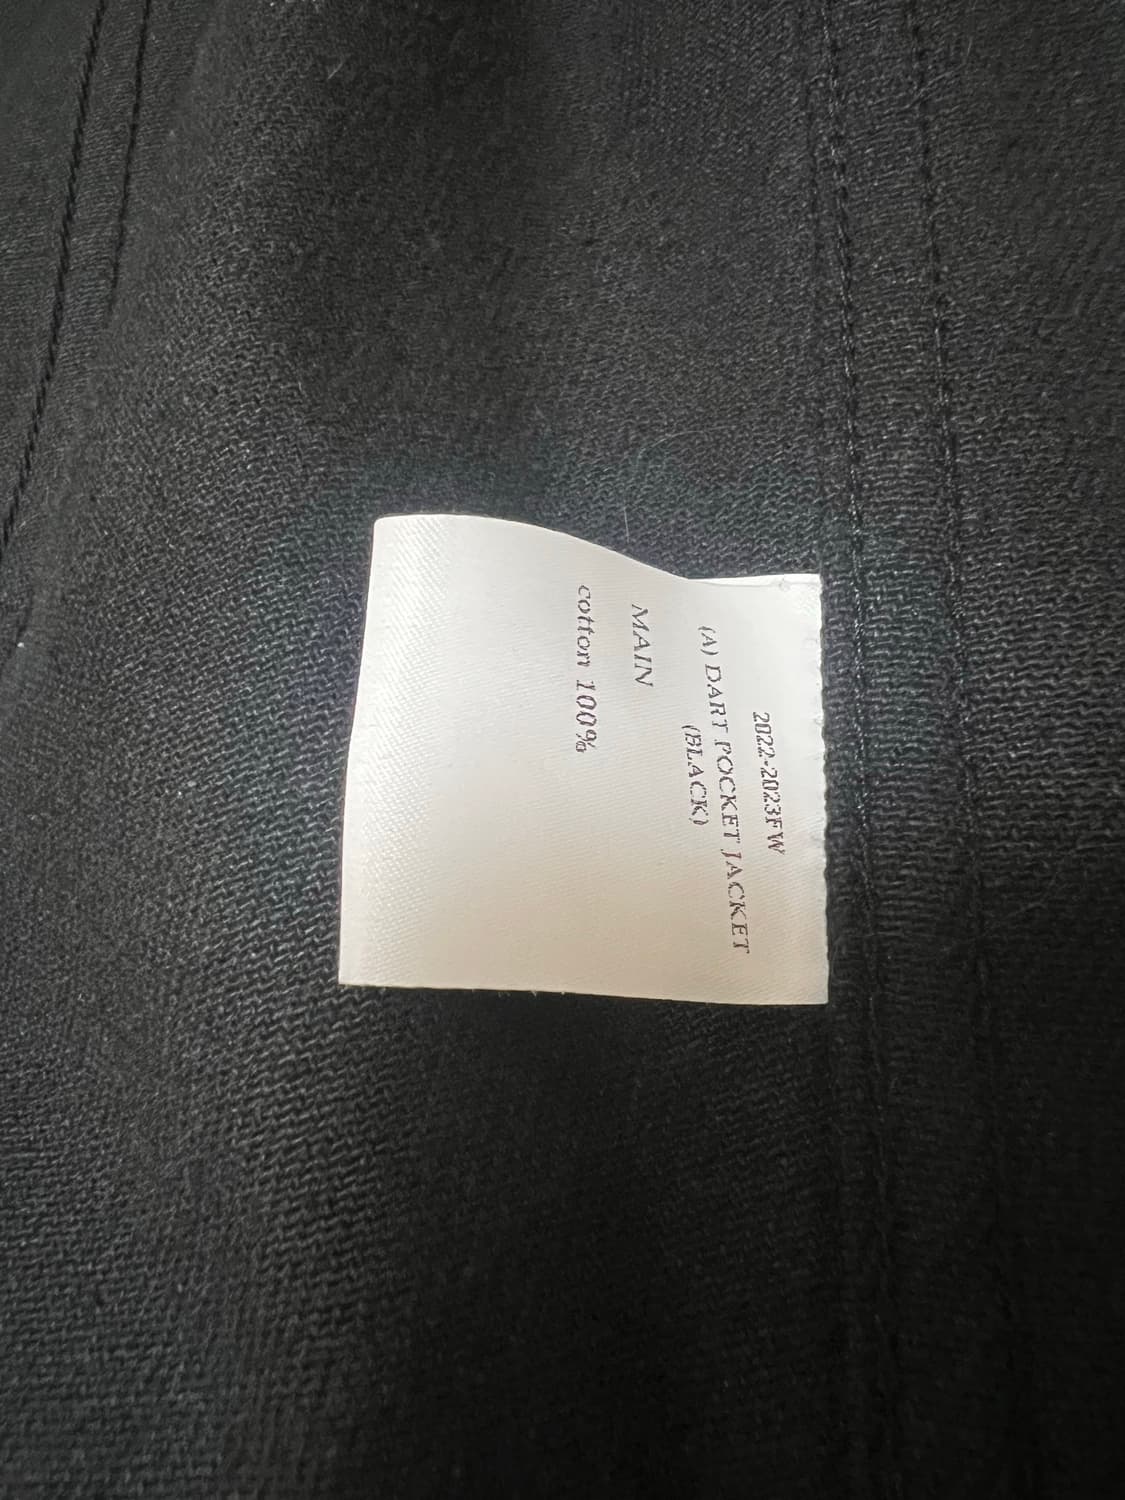 2022-2023FW
(A) DART POCKET JACKET
(BLACK)
MAIN
cotton 100%